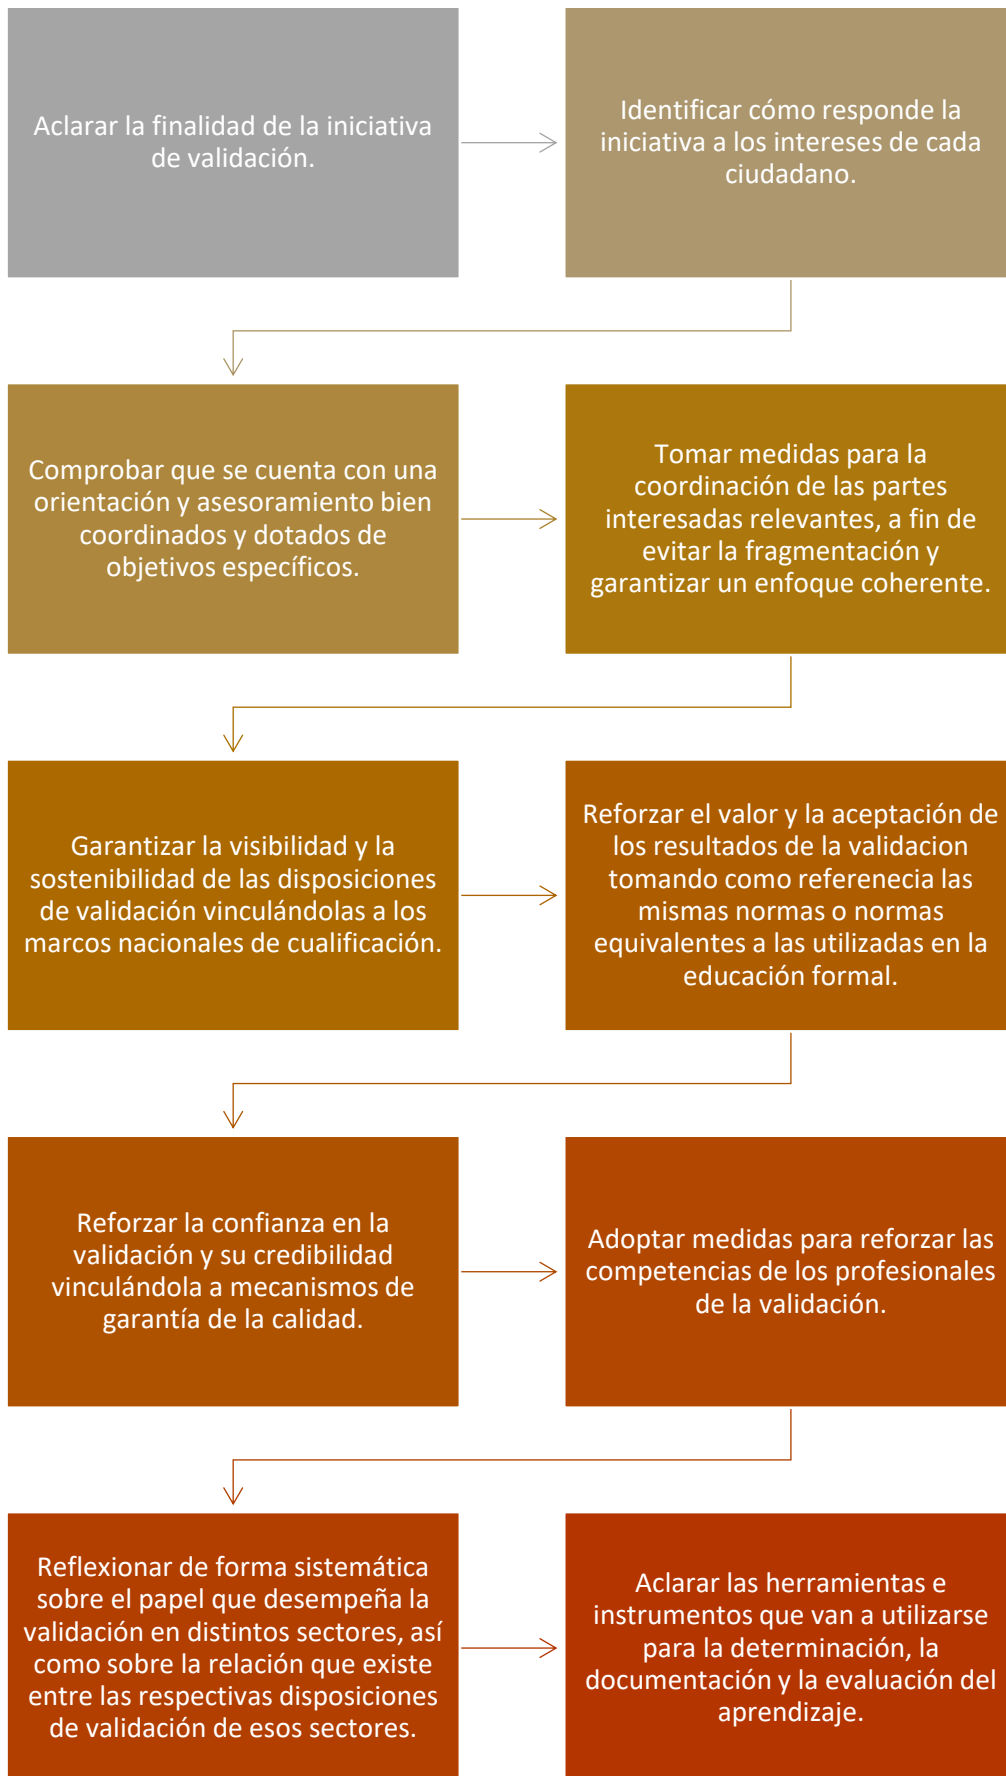 Aclarar la finalidad de la iniciativa
de validación.
Identificar cómo responde la
iniciativa a los intereses de cada
ciudadano.
Comprobar que se cuenta con una
orientación y asesoramiento bien
coordinados y dotados de
objetivos específicos.
Tomar medidas para la
coordinación de las partes
interesadas relevantes, a fin de
evitar la fragmentación y
garantizar un enfoque coherente.
Garantizar la visibilidad y la
sostenibilidad de las disposiciones
de validación vinculándolas a los
marcos nacionales de cualificación.
Reforzar el valor y la aceptación de
los resultados de la validacion
tomando como referenecia las
mismas normas o normas
equivalentes a las utilizadas en la
educación formal.
Reforzar la confianza en la
validación y su credibilidad
vinculándola a mecanismos de
garantía de la calidad.
Adoptar medidas para reforzar las
competencias de los profesionales
de la validación.
Reflexionar de forma sistemática
sobre el papel que desempeña la
validación en distintos sectores, así
como sobre la relación que existe
entre las respectivas disposiciones
de validación de esos sectores.
Aclarar las herramientas e
instrumentos que van a utilizarse
para la determinación, la
documentación y la evaluación del
aprendizaje.